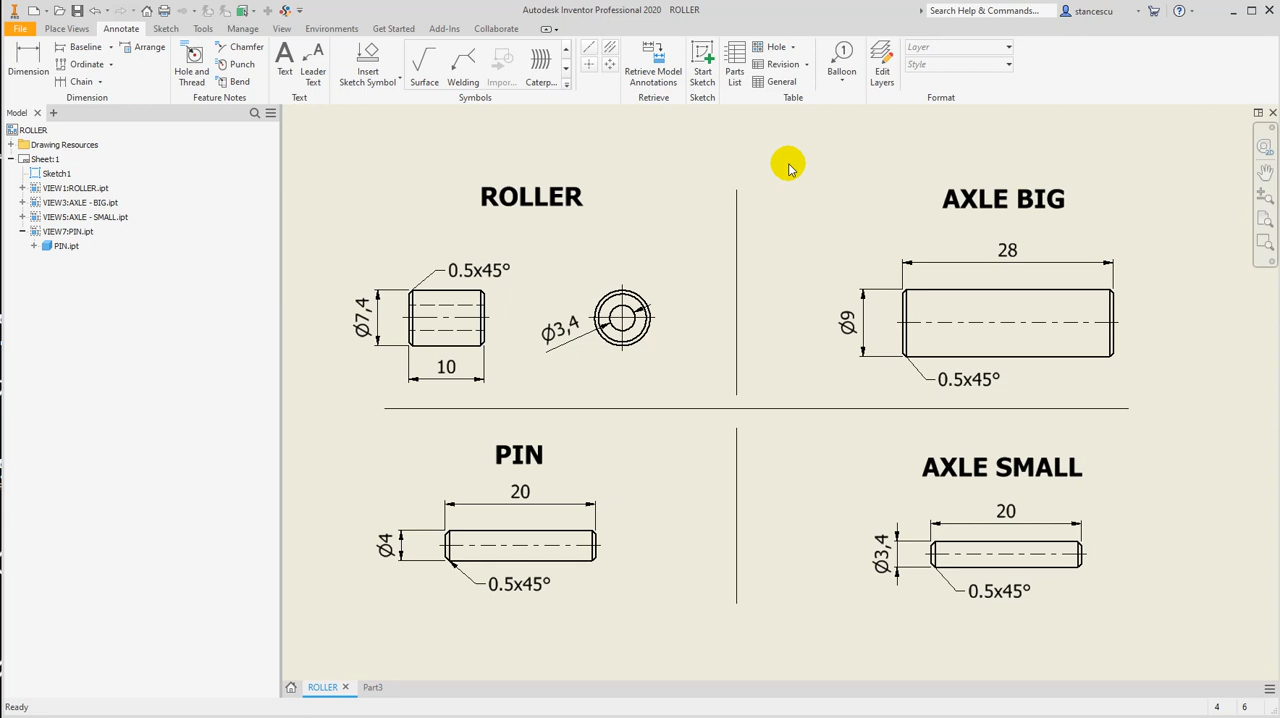 PRO
Autodesk Inventor Professional 2020   ROLLER
Search Help & Commands...
stancescu
File
Place Views
Annotate
Sketch
Tools
Manage
View
Environments
Get Started
Add-Ins
Collaborate
Dimension
Baseline
Ordinate
Chain
Arrange
Dimension
Hole and
Thread
Chamfer
Punch
Bend
Feature Notes
A
Text
A
Leader
Text
Text
Insert
Sketch Symbol
Surface
Welding
Impor...
Caterp...
Symbols
Retrieve Model
Annotations
Retrieve
Start
Sketch
Sketch
Parts
List
Hole
Revision
General
Table
1
Balloon
Edit
Layers
Layer
Style
Format
Model
ROLLER
Drawing Resources
Sheet:1
Sketch1
VIEW1:ROLLER.ipt
VIEW3:AXLE - BIG.ipt
VIEW5:AXLE - SMALL.ipt
VIEW7:PIN.ipt
PIN.ipt
ROLLER
0.5x45°
Ø7,4
10
Ø3,4
AXLE BIG
28
Ø9
0.5x45°
PIN
20
Ø4
0.5x45°
AXLE SMALL
20
Ø3,4
0.5x45°
ROLLER
Part3
Ready
4
6